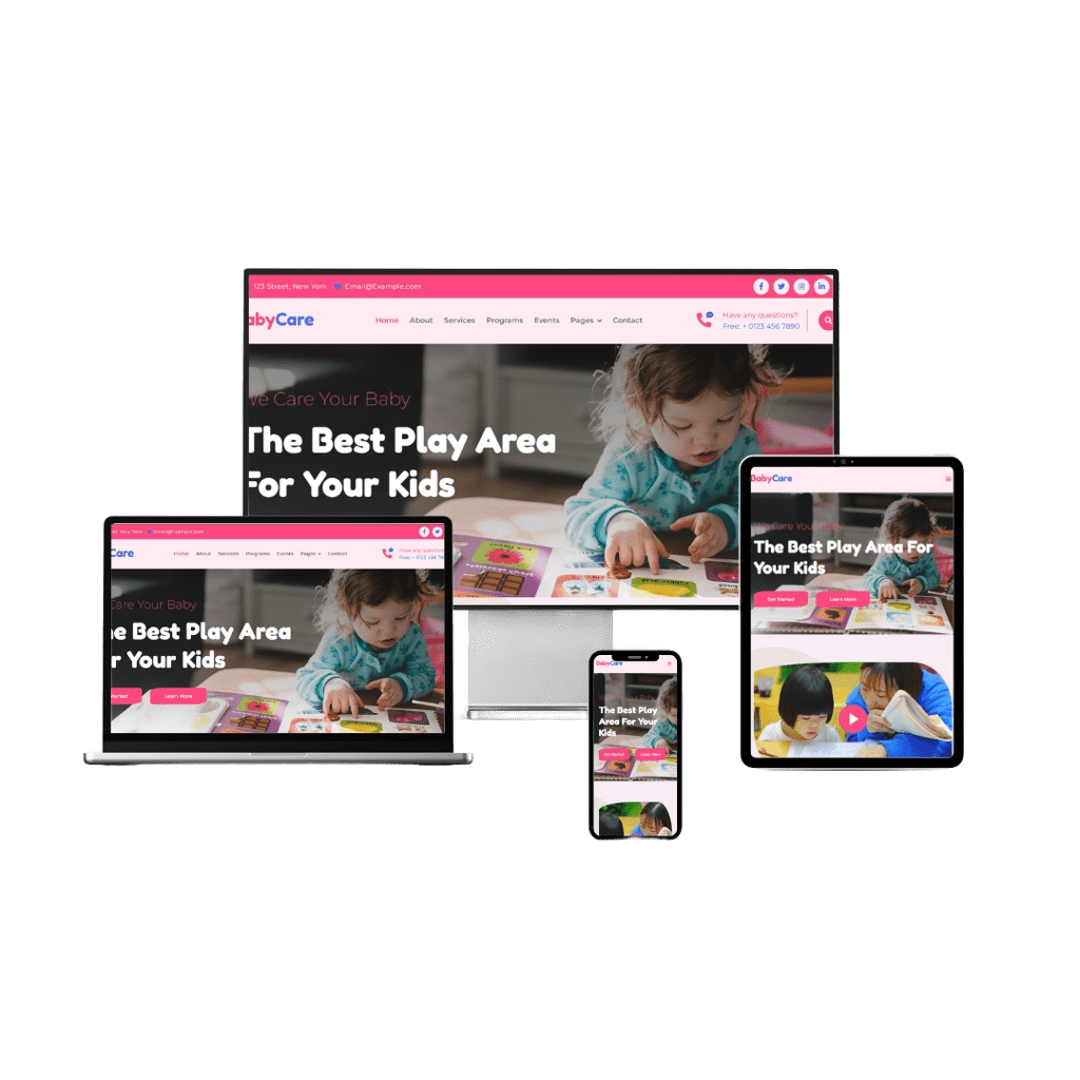 123 Street, New York Email@Example.com
abyCare
Home About Services Programs Events Pages Contact
Have any questions?
Free: + 0123 456 7890
We Care Your Baby
The Best Play Area
For Your Kids
New York Email@Example.com
Care
Home About Services Programs Events Pages Contact
Have any questions
Free: + 0123 456 78
Care Your Baby
e Best Play Area
r Your Kids
tarted Learn More
BabyCare
We Care Your Baby
The Best Play Area For
Your Kids
Get Started Learn More
BabyCare
The Best Play
Area For Your
Kids
Get Started Learn More